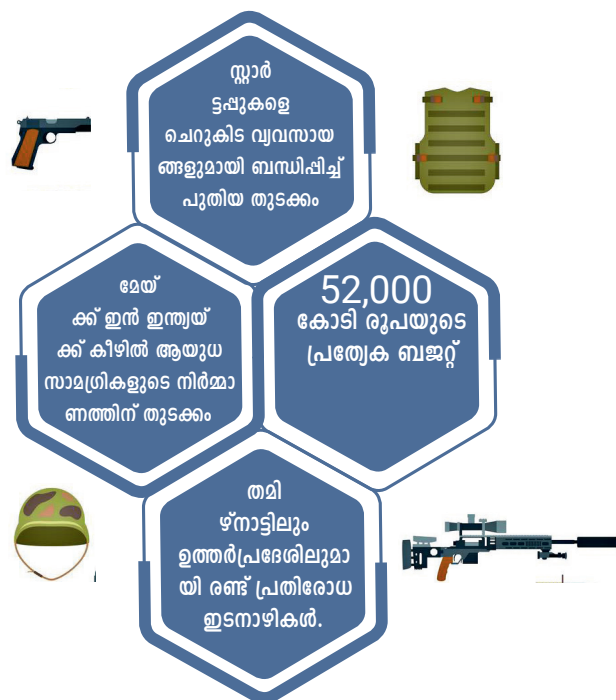 സ്റ്റാർ
ട്ടപ്പുകളെ
ചെറുകിട വ്യവസായ
ങ്ങളുമായി ബന്ധിപ്പിച്ച്
പുതിയ തുടക്കം
മേയ്
ക്ക് ഇൻ ഇന്ത്യയ്
ക്ക് കീഴിൽ ആയുധ
സാമഗ്രികളുടെ നിർമ്മാ
ണത്തിന് തുടക്കം
52,000
കോടി രൂപയുടെ
പ്രത്യേക ബജറ്റ്
തമി
ഴ്നാട്ടിലും
ഉത്തർപ്രദേശിലുമാ
യി രണ്ട് പ്രതിരോധ
ഇടനാഴികൾ.